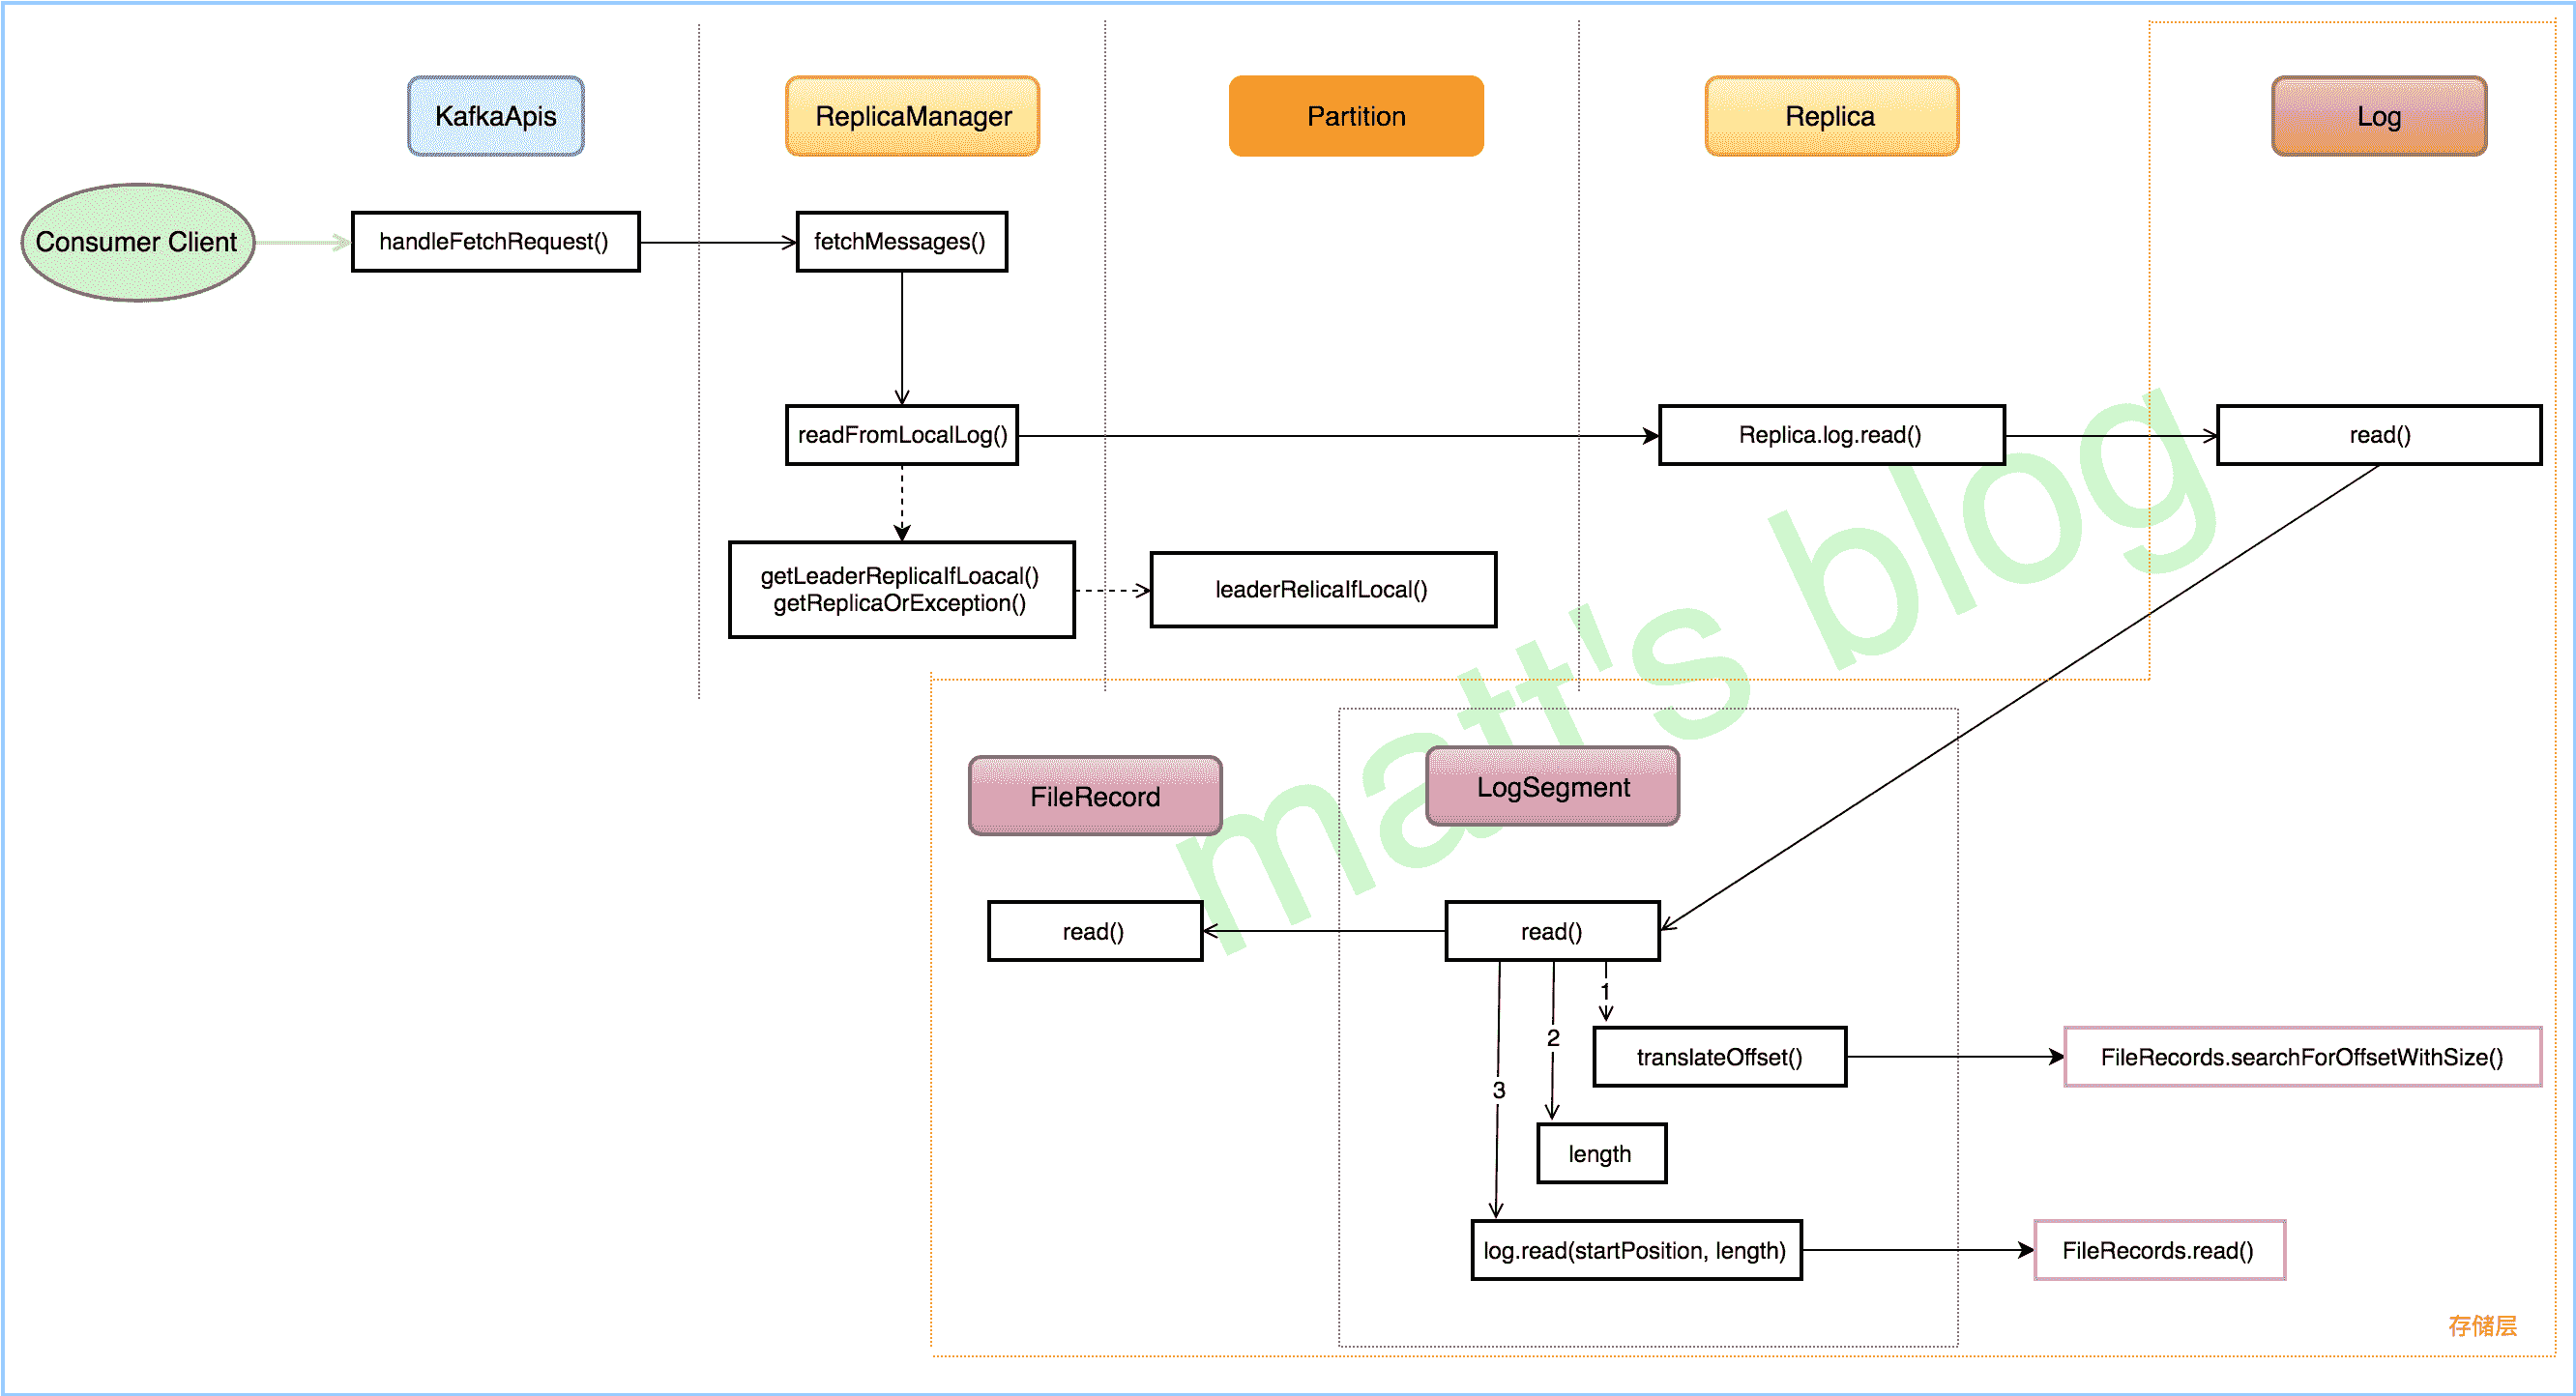 KafkaApis
ReplicaManager
Partition
Replica
Log
Consumer Client
handleFetchRequest()
fetchMessages()
readFromLocalLog()
Replica.log.read()
read()
getLeaderReplicaIfLoacal()
getReplicaOrException()
leaderRelicaIfLocal()
matt's blog
FileRecord
LogSegment
read()
read()
1
2
3
translateOffset()
FileRecords.searchForOffsetWithSize()
length
log.read(startPosition, length)
FileRecords.read()
存储层